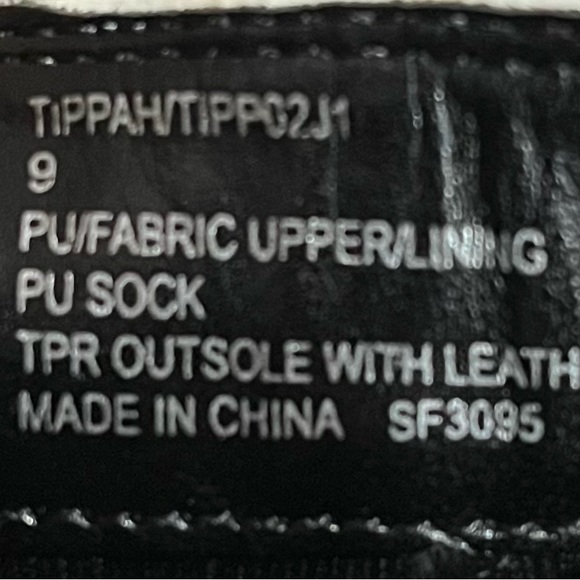 TIPPAH/TIPP02J1
9
PU/FABRIC UPPER/LINING
PU SOCK
TPR OUTSOLE WITH LEATH
MADE IN CHINA SF3095